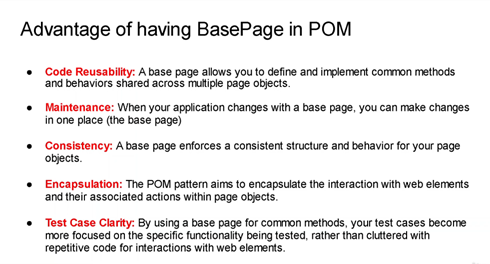 Advantage of having BasePage in POM
● Code Reusability: A base page allows you to define and implement common methods
and behaviors shared across multiple page objects.
● Maintenance: When your application changes with a base page, you can make changes
in one place (the base page)
● Consistency: A base page enforces a consistent structure and behavior for your page
objects.
● Encapsulation: The POM pattern aims to encapsulate the interaction with web elements
and their associated actions within page objects.
● Test Case Clarity: By using a base page for common methods, your test cases become
more focused on the specific functionality being tested, rather than cluttered with
repetitive code for interactions with web elements.